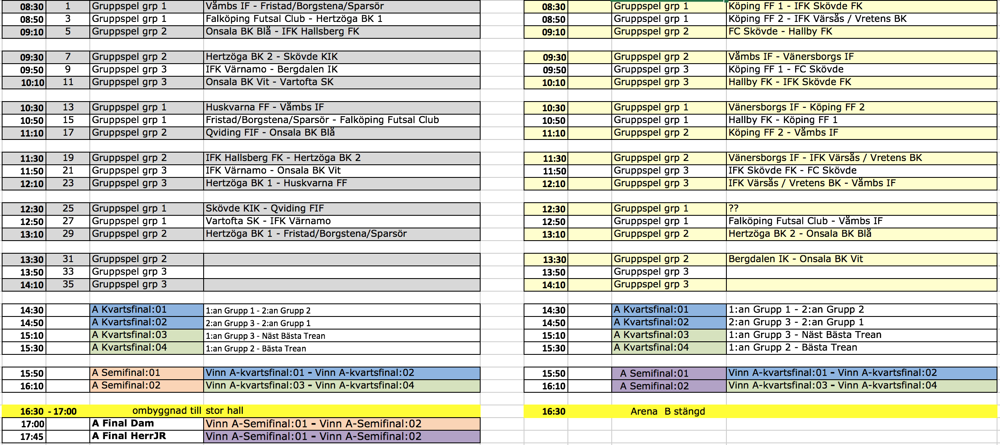 08:30 1 Gruppspel grp 1 Våmbs IF - Fristad/Borgstena/Sparsör 08:30 Gruppspel grp 1 Köping FF 1 - IFK Skövde FK
08:50 3 Gruppspel grp 1 Falköping Futsal Club - Hertzöga BK 1 08:50 Gruppspel grp 1 Köping FF 2 - IFK Värsås / Vretens BK
09:10 5 Gruppspel grp 2 Onsala BK Blå - IFK Hallsberg FK 09:10 Gruppspel grp 2 FC Skövde - Hallby FK
09:30 7 Gruppspel grp 2 Hertzöga BK 2 - Skövde KIK 09:30 Gruppspel grp 2 Våmbs IF - Vänersborgs IF
09:50 9 Gruppspel grp 3 IFK Värnamo - Bergdalen IK 09:50 Gruppspel grp 3 Köping FF 1 - FC Skövde
10:10 11 Gruppspel grp 3 Onsala BK Vit - Vartofta SK 10:10 Gruppspel grp 3 Hallby FK - IFK Skövde FK
10:30 13 Gruppspel grp 1 Huskvarna FF - Våmbs IF 10:30 Gruppspel grp 1 Vänersborgs IF - Köping FF 2
10:50 15 Gruppspel grp 1 Fristad/Borgstena/Sparsör - Falköping Futsal Club 10:50 Gruppspel grp 1 Hallby FK - Köping FF 1
11:10 17 Gruppspel grp 2 Qviding FIF - Onsala BK Blå 11:10 Gruppspel grp 2 Köping FF 2 - Våmbs IF
11:30 19 Gruppspel grp 2 IFK Hallsberg FK - Hertzöga BK 2 11:30 Gruppspel grp 2 Vänersborgs IF - IFK Värsås / Vretens BK
11:50 21 Gruppspel grp 3 IFK Värnamo - Onsala BK Vit 11:50 Gruppspel grp 3 IFK Skövde FK - FC Skövde
12:10 23 Gruppspel grp 3 Hertzöga BK 1 - Huskvarna FF 12:10 Gruppspel grp 3 IFK Värsås / Vretens BK - Våmbs IF
12:30 25 Gruppspel grp 1 Skövde KIK - Qviding FIF 12:30 Gruppspel grp 1 ??
12:50 27 Gruppspel grp 1 Vartofta SK - IFK Värnamo 12:50 Gruppspel grp 1 Falköping Futsal Club - Våmbs IF
13:10 29 Gruppspel grp 2 Hertzöga BK 1 - Fristad/Borgstena/Sparsör 13:10 Gruppspel grp 2 Hertzöga BK 2 - Onsala BK Blå
13:30 31 Gruppspel grp 2 13:30 Gruppspel grp 2 Bergdalen IK - Onsala BK Vit
13:50 33 Gruppspel grp 3 13:50 Gruppspel grp 3
14:10 35 Gruppspel grp 3 14:10 Gruppspel grp 3
14:30 A Kvartsfinal:01 1:an Grupp 1 - 2:an Grupp 2 14:30 A Kvartsfinal:01 1:an Grupp 1 - 2:an Grupp 2
14:50 A Kvartsfinal:02 2:an Grupp 3 - 2:an Grupp 1 14:50 A Kvartsfinal:02 2:an Grupp 3 - 2:an Grupp 1
15:10 A Kvartsfinal:03 1:an Grupp 3 - Näst Bästa Trean 15:10 A Kvartsfinal:03 1:an Grupp 3 - Näst Bästa Trean
15:30 A Kvartsfinal:04 1:an Grupp 2 - Bästa Trean 15:30 A Kvartsfinal:04 1:an Grupp 2 - Bästa Trean
15:50 A Semifinal:01 Vinn A-kvartsfinal:01 - Vinn A-kvartsfinal:02 15:50 A Semifinal:01 Vinn A-kvartsfinal:01 - Vinn A-kvartsfinal:02
16:10 A Semifinal:02 Vinn A-kvartsfinal:03 - Vinn A-kvartsfinal:04 16:10 A Semifinal:02 Vinn A-kvartsfinal:03 - Vinn A-kvartsfinal:04
16:30 - 17:00 ombyggnad till stor hall 16:30 Arena B stängd
17:00 A Final Dam Vinn A-Semifinal:01 - Vinn A-Semifinal:02
17:45 A Final HerrJR Vinn A-Semifinal:01 - Vinn A-Semifinal:02